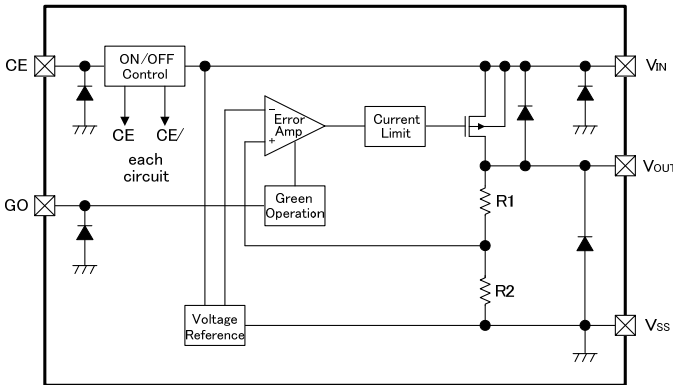 CE
ON/OFF
Control
VIN
CE
CE/
each
circuit
−
Error
Amp
+
Current
Limit
VOUT
GO
Green
Operation
R1
R2
Voltage
Reference
VSS